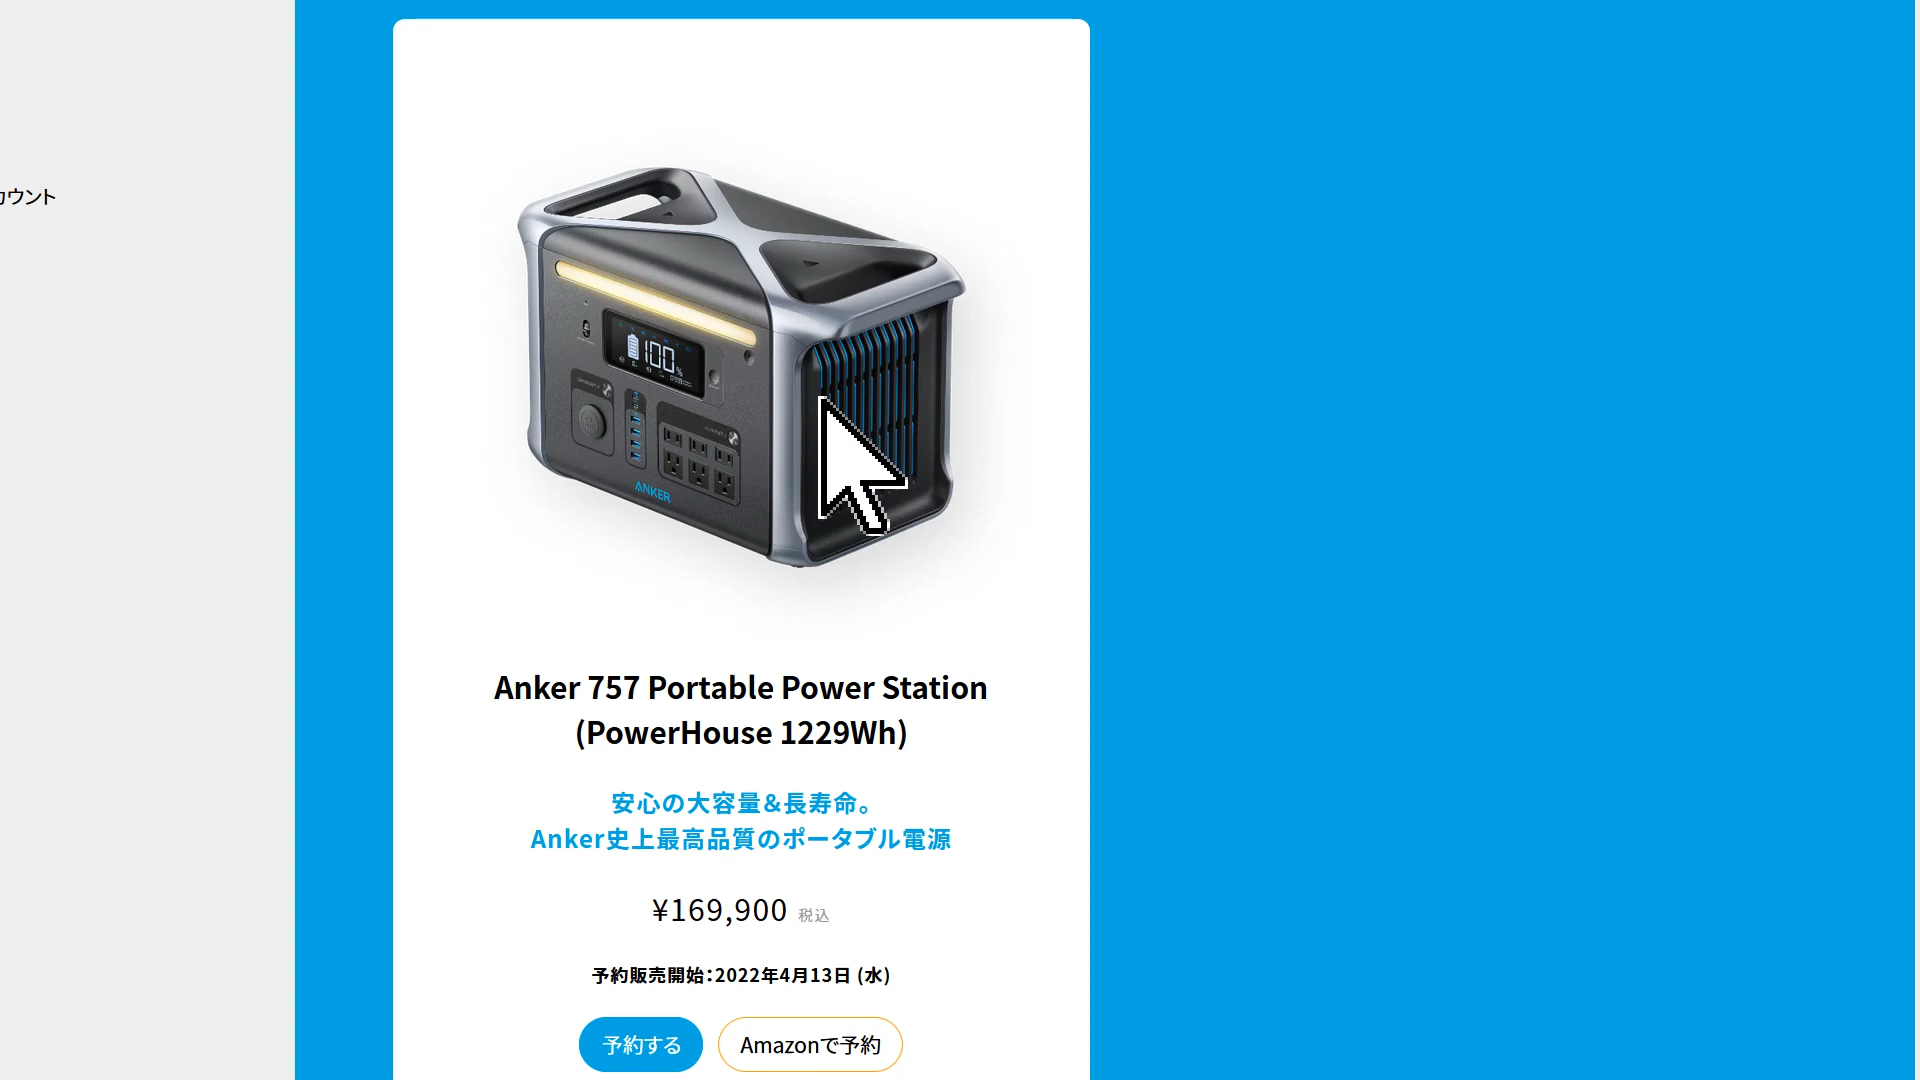 カウント
100%
ANKER
Anker 757 Portable Power Station
(PowerHouse 1229Wh)
安心の大容量&長寿命。
Anker史上最高品質のポータブル電源
¥169,900 税込
予約販売開始:2022年4月13日 (水)
予約する
Amazonで予約